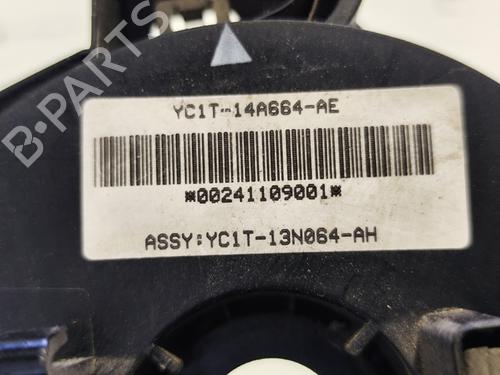 YC1T-14A664-AE
*00241109001*
ASSY:YC1T-13N064-AH
B-PARTS